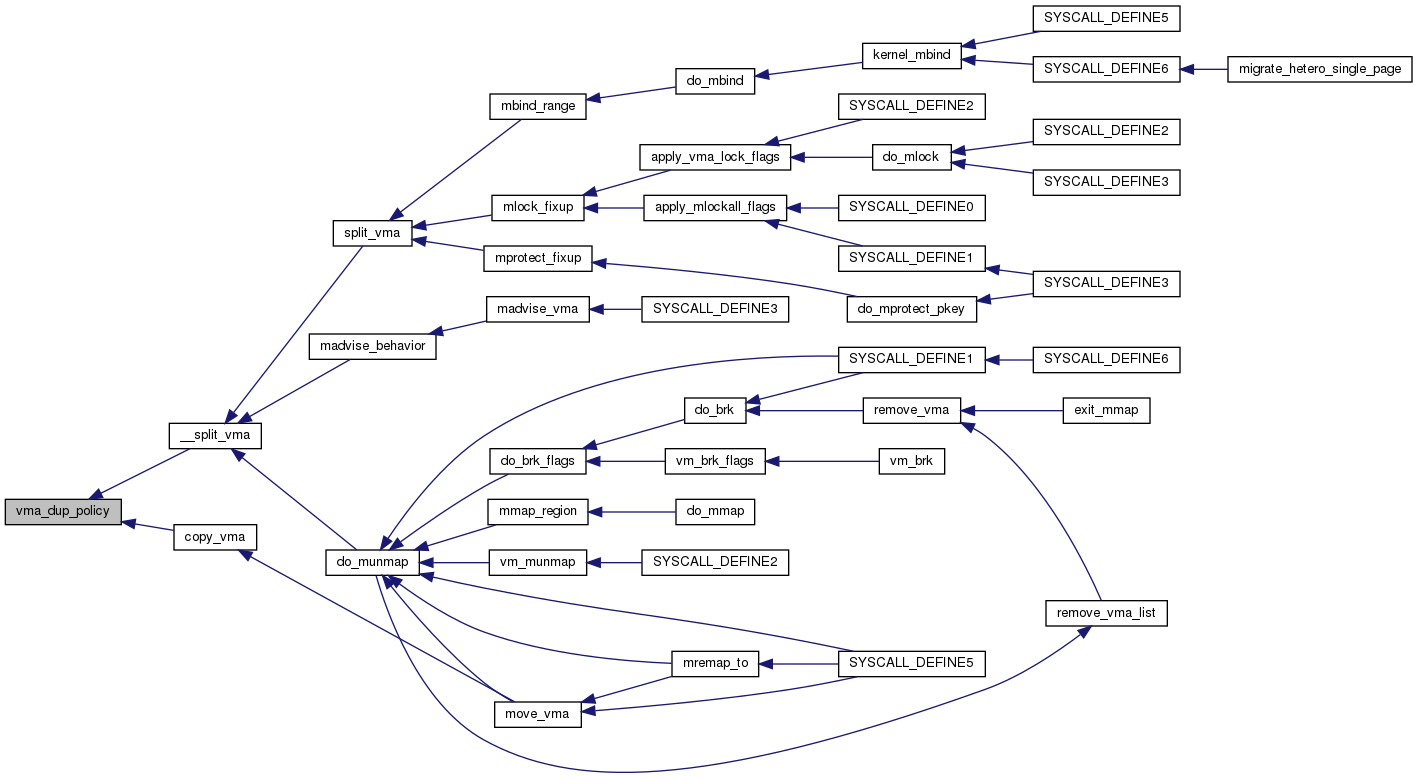 SYSCALL_DEFINE5
kernel_mbind
SYSCALL_DEFINE6
migrate_hetero_single_page
do_mbind
mbind_range
SYSCALL_DEFINE2
SYSCALL_DEFINE2
apply_vma_lock_flags
do_mlock
SYSCALL_DEFINE3
mlock_fixup
apply_mlockall_flags
SYSCALL_DEFINE0
split_vma
mprotect_fixup
SYSCALL_DEFINE1
SYSCALL_DEFINE3
madvise_vma
SYSCALL_DEFINE3
do_mprotect_pkey
madvise_behavior
SYSCALL_DEFINE1
SYSCALL_DEFINE6
do_brk
remove_vma
exit_mmap
__split_vma
do_brk_flags
vm_brk_flags
vm_brk
vma_dup_policy
mmap_region
do_mmap
copy_vma
do_munmap
vm_munmap
SYSCALL_DEFINE2
remove_vma_list
mremap_to
SYSCALL_DEFINE5
move_vma